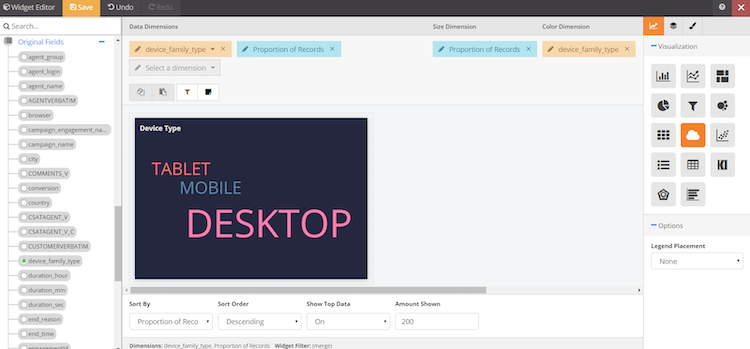 Widget Editor Save Undo Redo
Search...
Original Fields
agent_group
agent_login
agent_name
AGENTVERBATIM
browser
campaign_engagement_na...
campaign_name
city
COMMENTS_V
conversion
country
CSATAGENT_V
CSATAGENT_V_C
CUSTOMERVERBATIM
device_family_type
duration_hour
duration_min
duration_sec
end_reason
end_time
Data Dimensions Size Dimension Color Dimension
device_family_type Proportion of Records Proportion of Records device_family_type
Select a dimension
Device Type
TABLET
MOBILE
DESKTOP
Sort By Sort Order Show Top Data Amount Shown
Proportion of Reco Descending On 200
Dimensions: device_family_type, Proportion of Records Widget Filter: (merges
Visualization
Options
Legend Placement
None